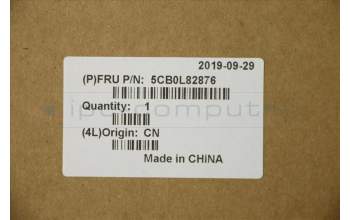 2019-09-29
(P)FRU P/N: 5CB0L82876
Quantity: 1
(4L)Origin: CN
Made in CHINA